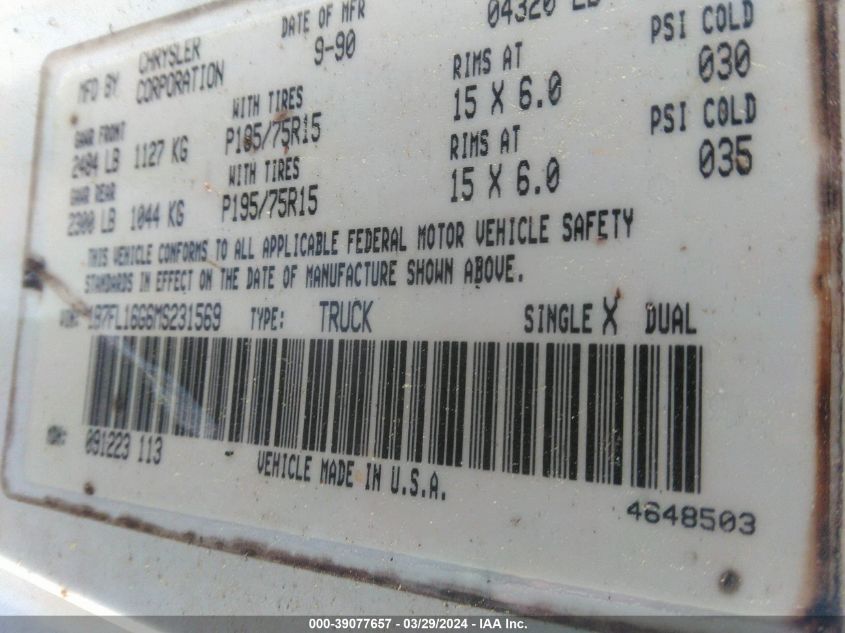 MFD BY CHRYSLER CORPORATION DATE OF MFR 9-90 04320 LB
GAWR FRONT WITH TIRES RIMS AT PSI COLD
2484 LB 1127 KG P195/75R15 15 X 6.0 030
GAWR REAR WITH TIRES RIMS AT PSI COLD
2300 LB 1044 KG P195/75R15 15 X 6.0 035
THIS VEHICLE CONFORMS TO ALL APPLICABLE FEDERAL MOTOR VEHICLE SAFETY
STANDARDS IN EFFECT ON THE DATE OF MANUFACTURE SHOWN ABOVE.
VIN: 1B7FL16G6MS231569 TYPE: TRUCK SINGLE X DUAL
MDH: 091223 113
VEHICLE MADE IN U.S.A.
4648503
000-39077657 - 03/29/2024 - IAA Inc.